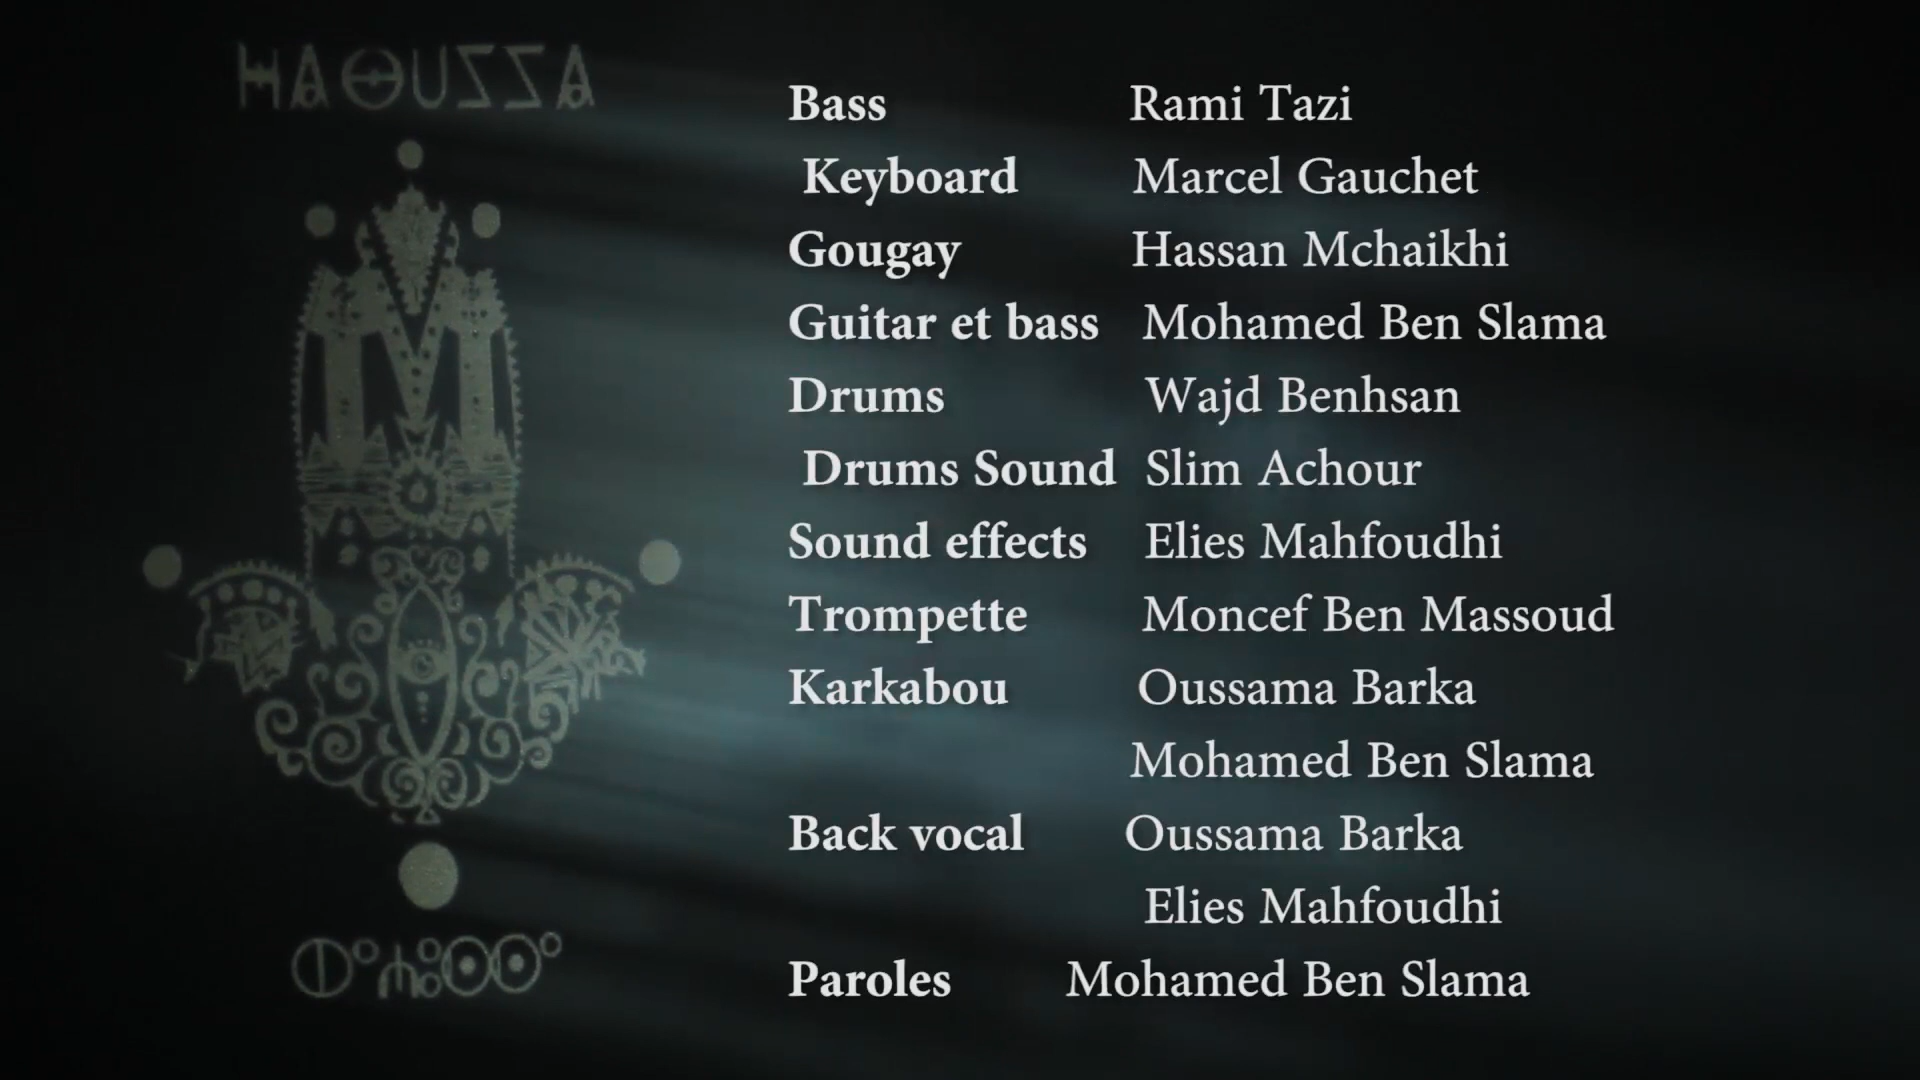 HAOUSSA
Bass Rami Tazi
Keyboard Marcel Gauchet
Gougay Hassan Mchaikhi
Guitar et bass Mohamed Ben Slama
Drums Wajd Benhsan
Drums Sound Slim Achour
Sound effects Elies Mahfoudhi
Trompette Moncef Ben Massoud
Karkabou Oussama Barka
Mohamed Ben Slama
Back vocal Oussama Barka
Elies Mahfoudhi
Paroles Mohamed Ben Slama